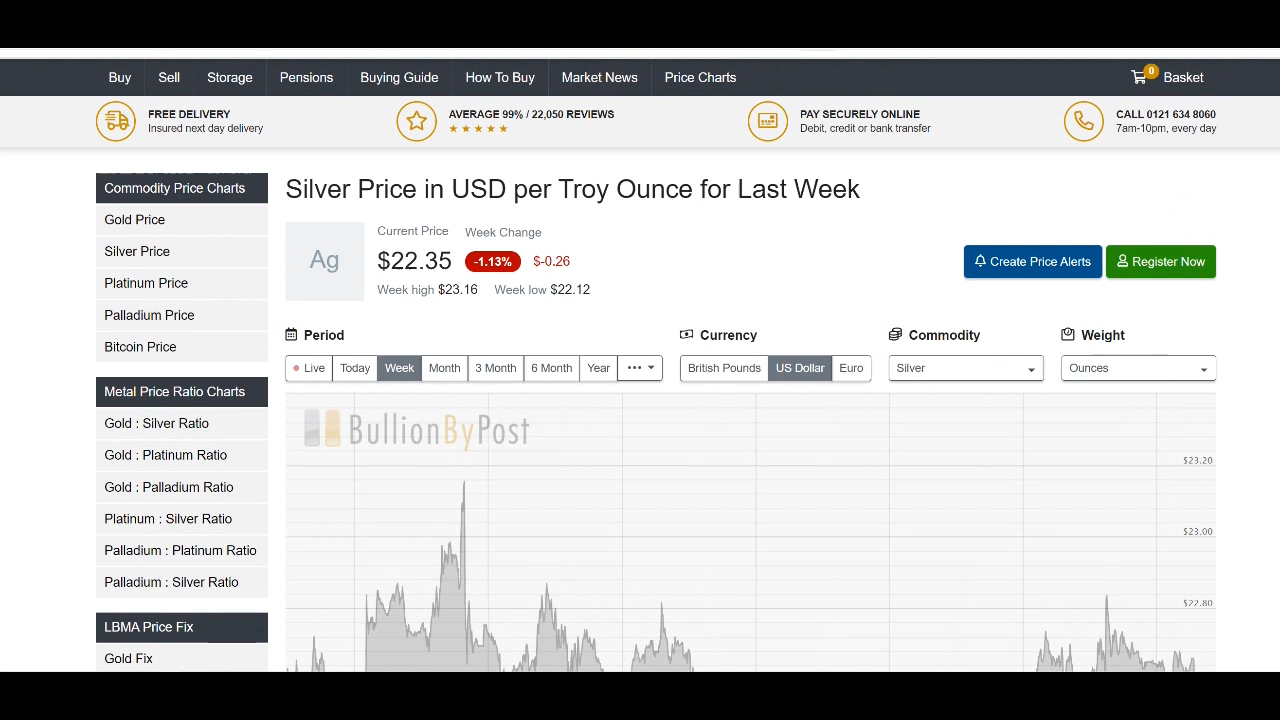 Buy Sell Storage Pensions Buying Guide How To Buy Market News Price Charts 0 Basket
FREE DELIVERY
Insured next day delivery
AVERAGE 99% / 22,050 REVIEWS
★ ★ ★ ★ ★
PAY SECURELY ONLINE
Debit, credit or bank transfer
CALL 0121 634 8060
7am-10pm, every day
Commodity Price Charts
Gold Price
Silver Price
Platinum Price
Palladium Price
Bitcoin Price
Metal Price Ratio Charts
Gold : Silver Ratio
Gold : Platinum Ratio
Gold : Palladium Ratio
Platinum : Silver Ratio
Palladium : Platinum Ratio
Palladium : Silver Ratio
LBMA Price Fix
Gold Fix
Silver Price in USD per Troy Ounce for Last Week
Ag
Current Price Week Change
$22.35 -1.13% $-0.26
Week high $23.16 Week low $22.12
Create Price Alerts Register Now
Period
Live Today Week Month 3 Month 6 Month Year •••
Currency
British Pounds US Dollar Euro
Commodity
Silver
Weight
Ounces
BullionByPost
$23.20
$23.00
$22.80